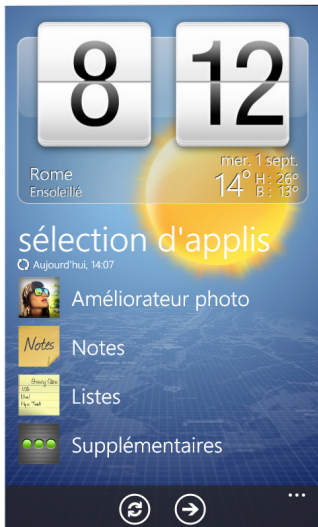 8 12
Rome
Ensoleillé
mer. 1 sept.
14° H : 26°
B : 13°
sélection d'applis
Aujourd'hui, 14:07
Améliorateur photo
Notes
Notes
Listes
Supplémentaires